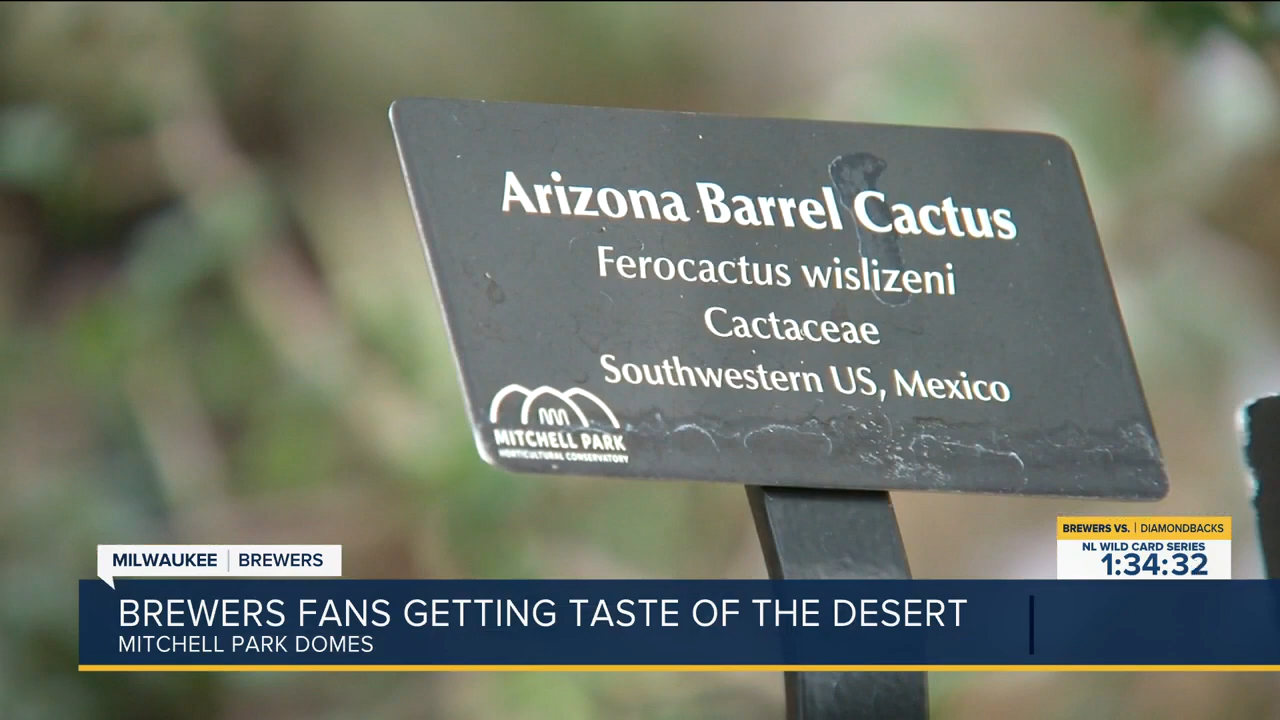 Arizona Barrel Cactus
Ferocactus wislizeni
Cactaceae
Southwestern US, Mexico
MITCHELL PARK
HORTICULTURAL CONSERVATORY
BREWERS VS. | DIAMONDBACKS
NL WILD CARD SERIES
1:34:32
MILWAUKEE | BREWERS
BREWERS FANS GETTING TASTE OF THE DESERT
MITCHELL PARK DOMES